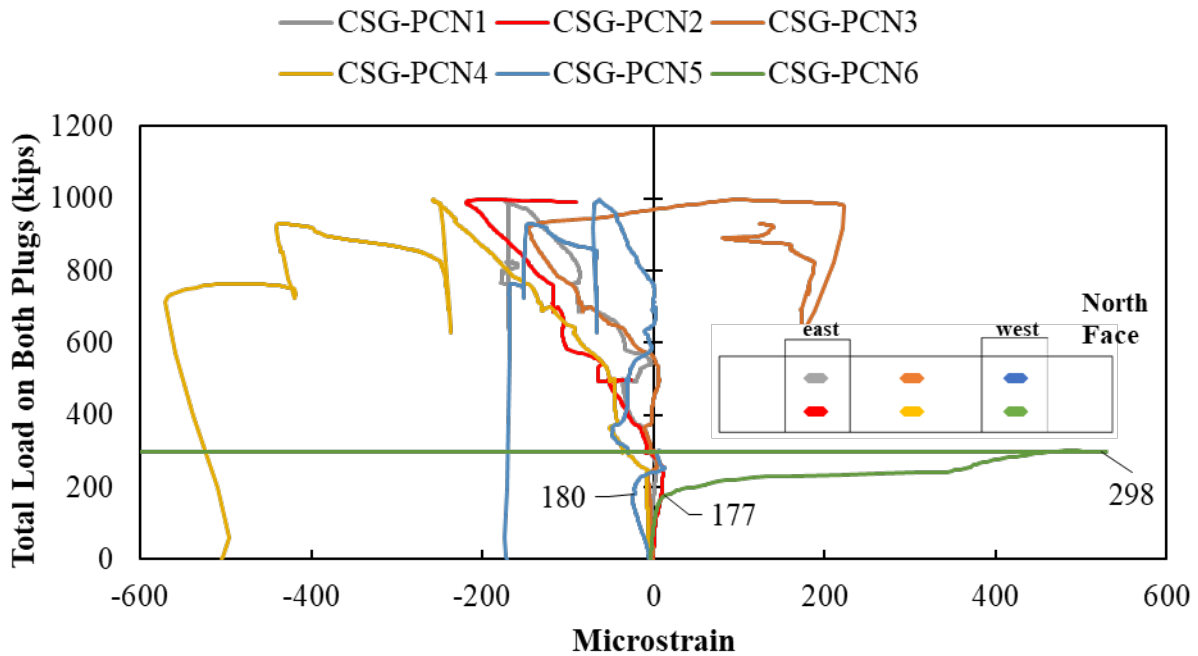 CSG-PCN1 CSG-PCN2 CSG-PCN3
CSG-PCN4 CSG-PCN5 CSG-PCN6
Total Load on Both Plugs (kips)
1200
1000
800
600
400
200
0
North
Face
east west
180
177
298
-600 -400 -200 0 200 400 600
Microstrain